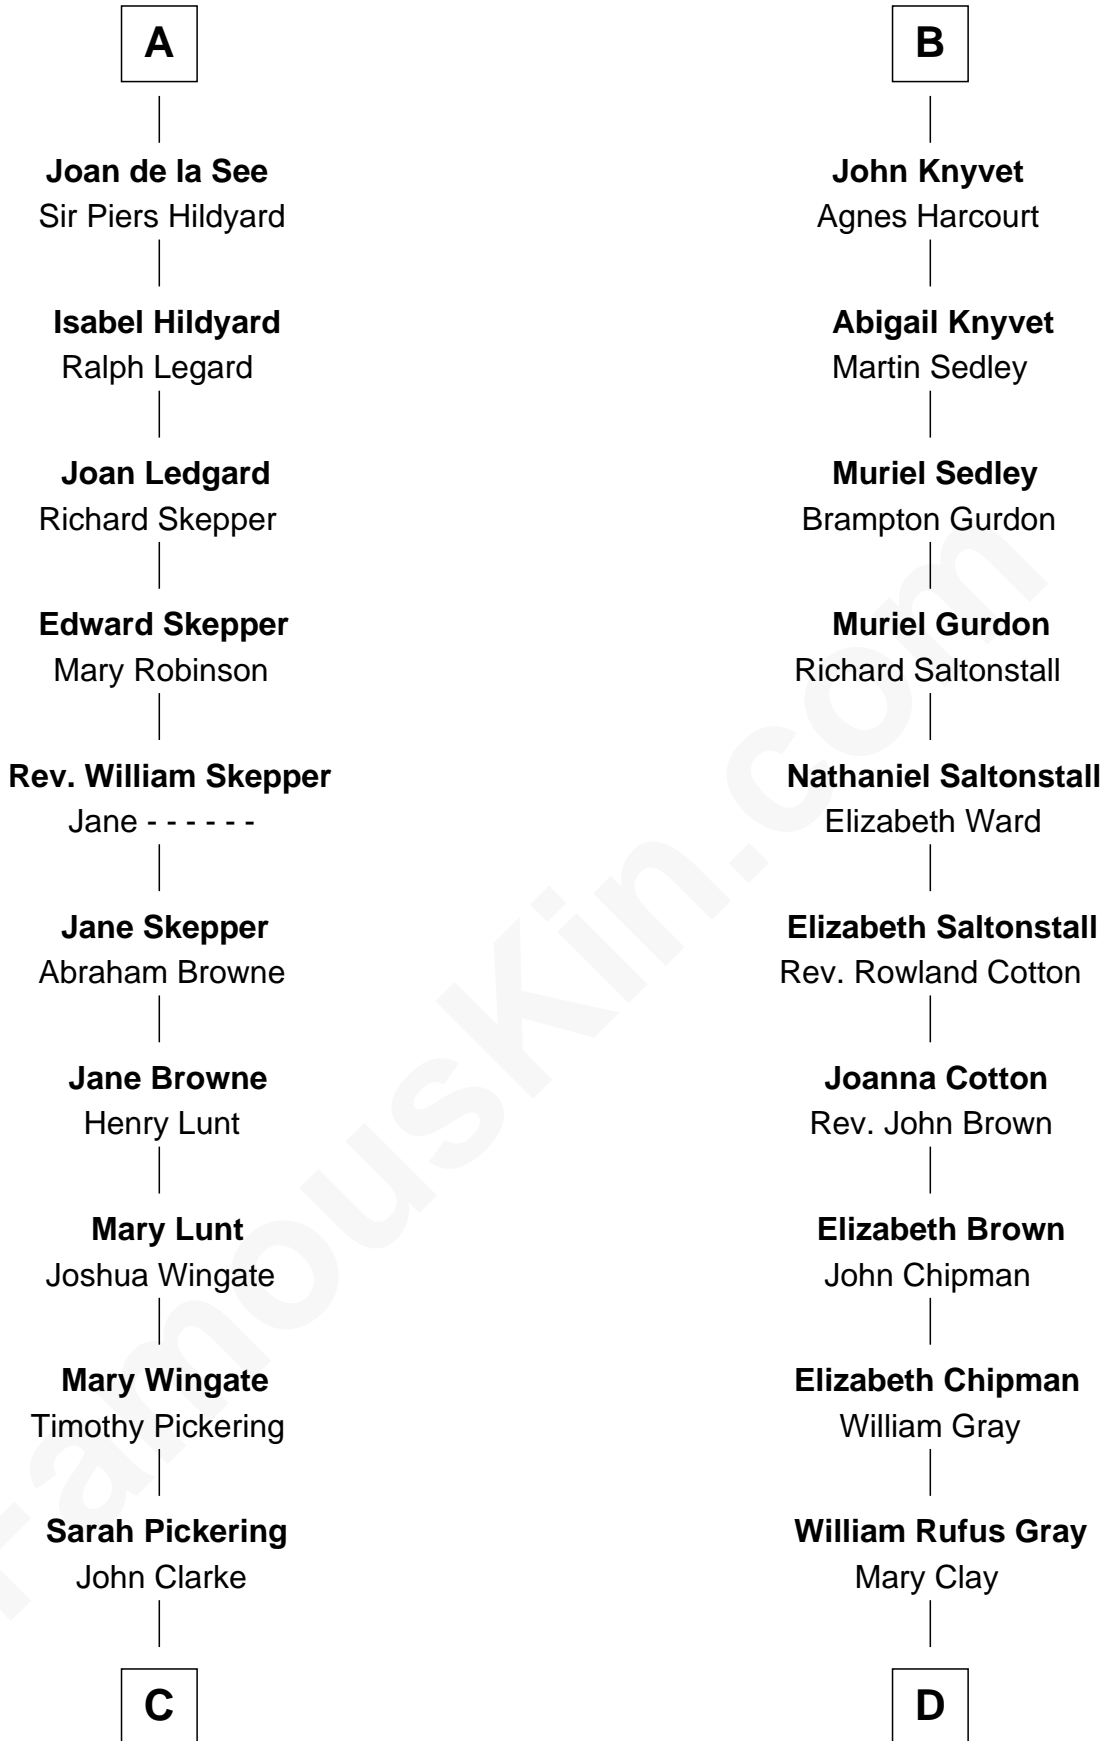 A
Joan de la See
Sir Piers Hildyard
Isabel Hildyard
Ralph Legard
Joan Ledgard
Richard Skepper
Edward Skepper
Mary Robinson
Rev. William Skepper
Jane - - - - - -
Jane Skepper
Abraham Browne
Jane Browne
Henry Lunt
Mary Lunt
Joshua Wingate
Mary Wingate
Timothy Pickering
Sarah Pickering
John Clarke
C
B
John Knyvet
Agnes Harcourt
Abigail Knyvet
Martin Sedley
Muriel Sedley
Brampton Gurdon
Muriel Gurdon
Richard Saltonstall
Nathaniel Saltonstall
Elizabeth Ward
Elizabeth Saltonstall
Rev. Rowland Cotton
Joanna Cotton
Rev. John Brown
Elizabeth Brown
John Chipman
Elizabeth Chipman
William Gray
William Rufus Gray
Mary Clay
D
FamousKin.com